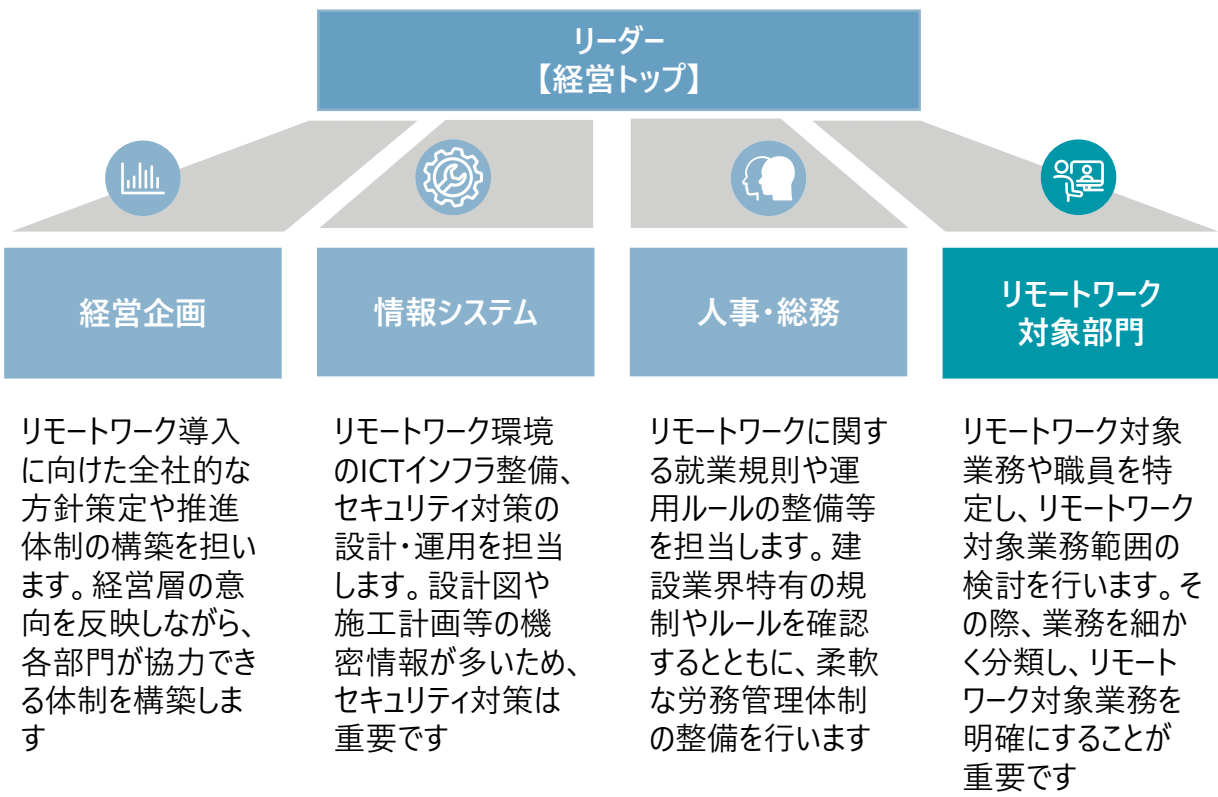 リーダー
【経営トップ】
経営企画
情報システム
人事・総務
リモートワーク
対象部門
リモートワーク導入
に向けた全社的な
方針策定や推進
体制の構築を担い
ます。経営層の意
向を反映しながら、
各部門が協力でき
る体制を構築しま
す
リモートワーク環境
のICTインフラ整備、
セキュリティ対策の
設計・運用を担当
します。設計図や
施工計画等の機
密情報が多いため、
セキュリティ対策は
重要です
リモートワークに関す
る就業規則や運
用ルールの整備等
を担当します。建
設業界特有の規
制やルールを確認
するとともに、柔軟
な労務管理体制
の整備を行います
リモートワーク対象
業務や職員を特
定し、リモートワーク
対象業務範囲の
検討を行います。そ
の際、業務を細か
く分類し、リモート
ワーク対象業務を
明確にすることが
重要です